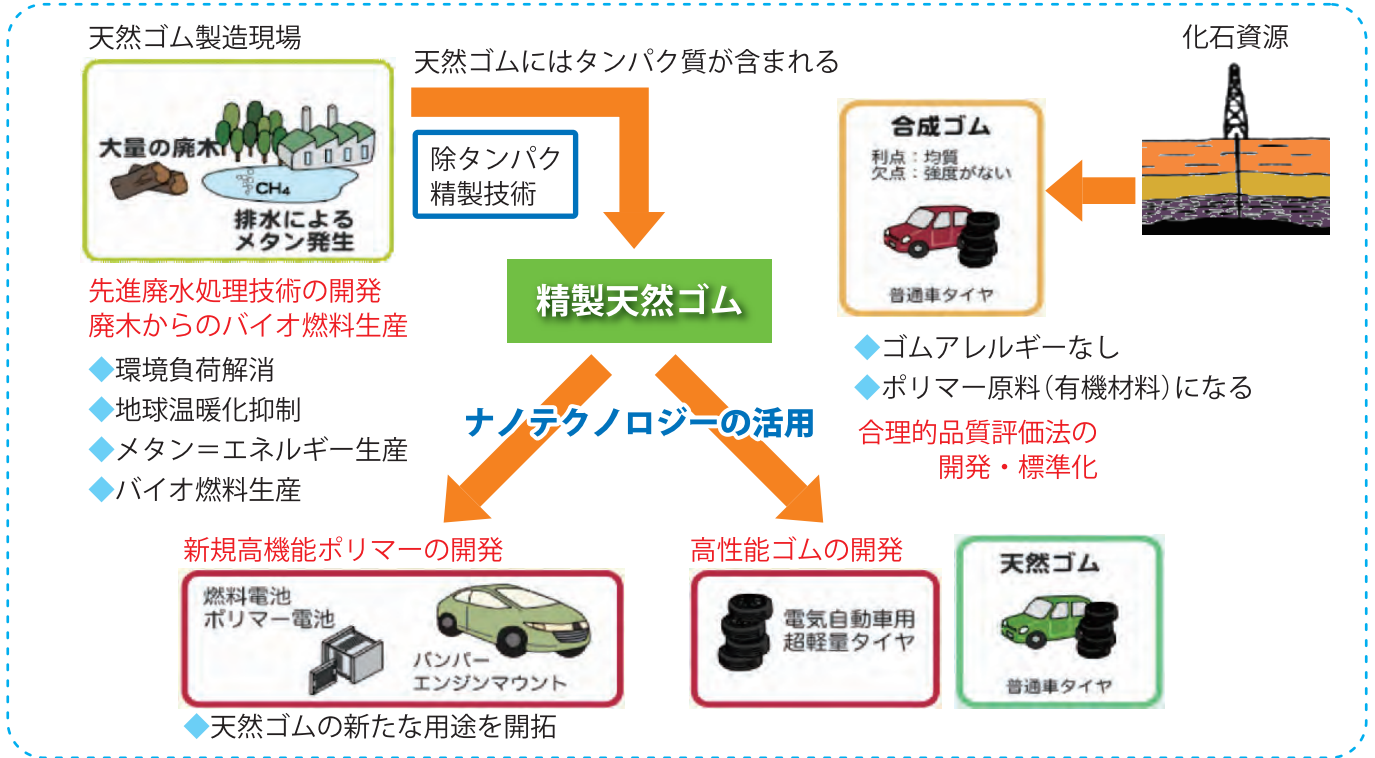 天然ゴム製造現場
大量の廃木
CH4
排水による
メタン発生
先進廃水処理技術の開発
廃木からのバイオ燃料生産
◆環境負荷解消
◆地球温暖化抑制
◆メタン=エネルギー生産
◆バイオ燃料生産
天然ゴムにはタンパク質が含まれる
除タンパク
精製技術
精製天然ゴム
ナノテクノロジーの活用
化石資源
合成ゴム
利点:均質
欠点:強度がない
普通車タイヤ
◆ゴムアレルギーなし
◆ポリマー原料(有機材料)になる
合理的品質評価法の
開発・標準化
新規高機能ポリマーの開発
燃料電池
ポリマー電池
バンパー
エンジンマウント
◆天然ゴムの新たな用途を開拓
高性能ゴムの開発
電気自動車用
超軽量タイヤ
天然ゴム
普通車タイヤ